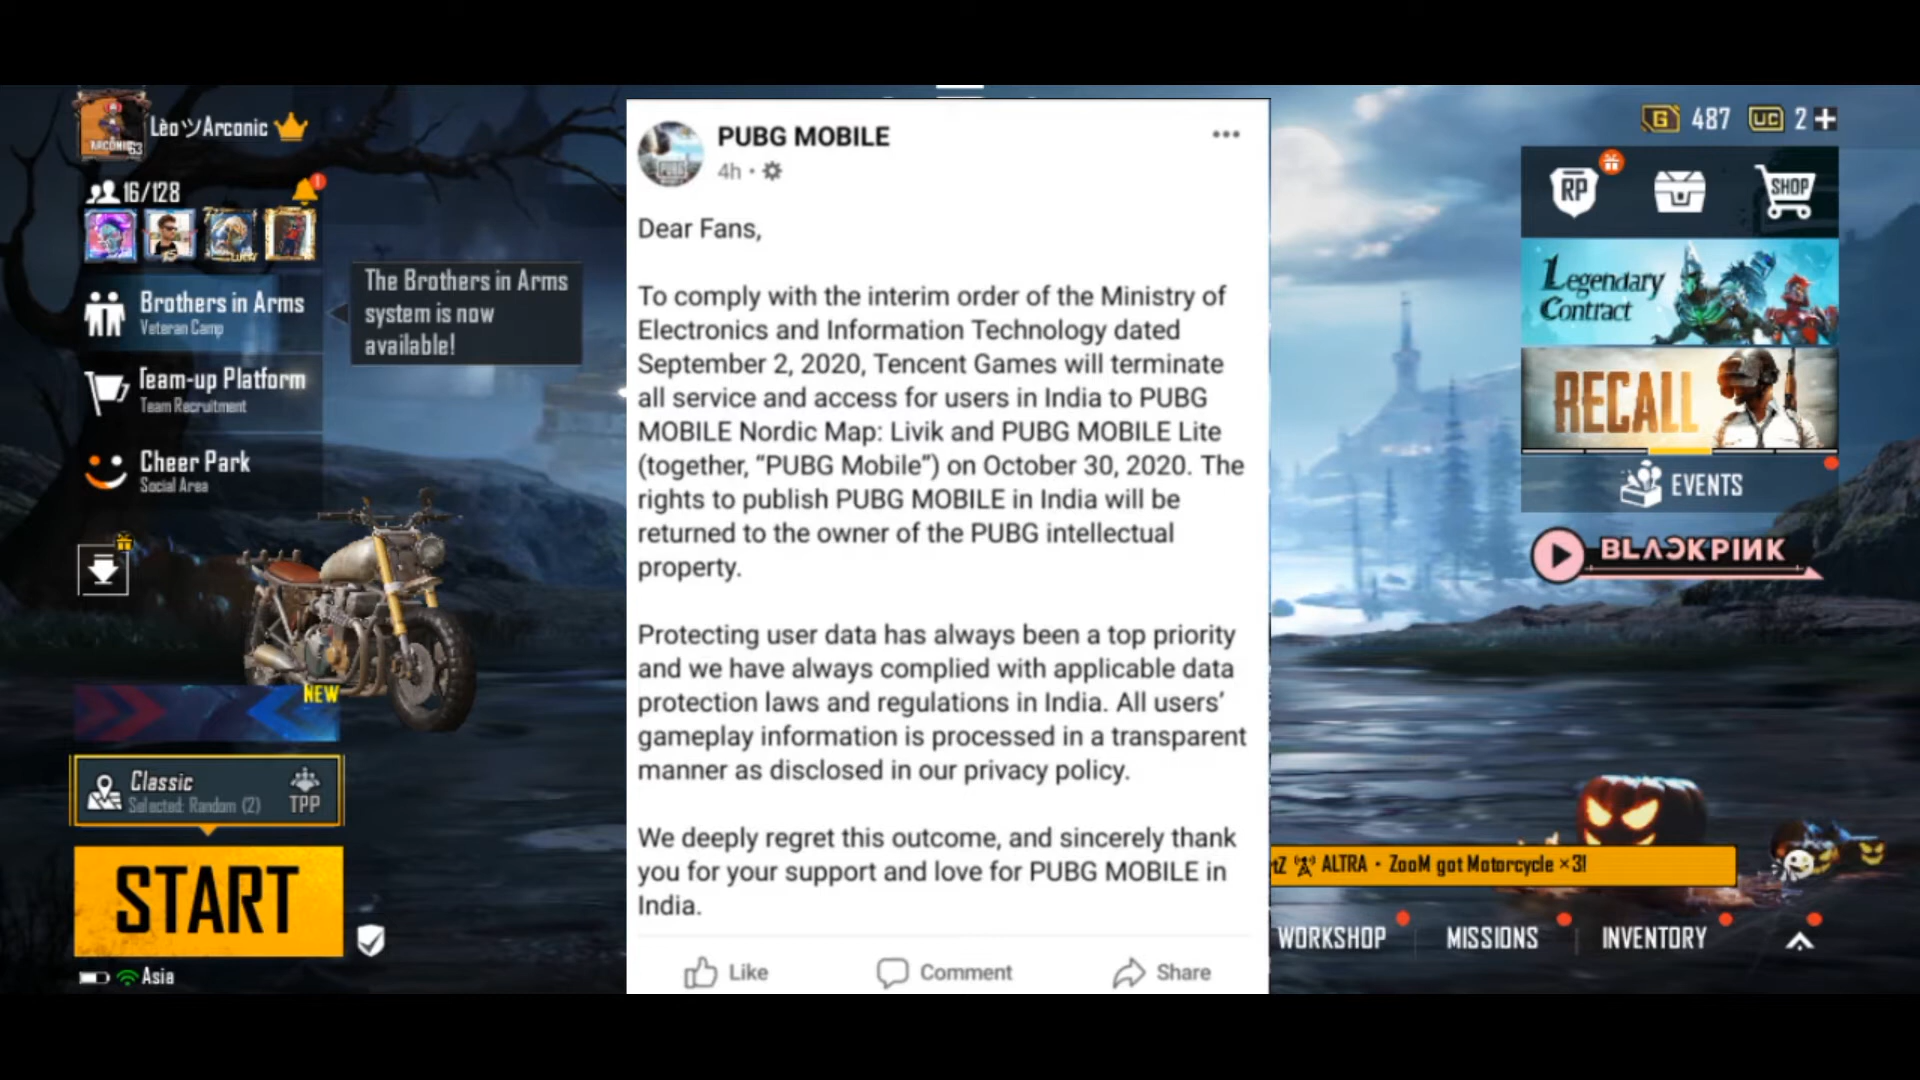 LèoツArconic
ARCONIC
63
16/128
1
Brothers in Arms
Veteran Camp
The Brothers in Arms
system is now
available!
Team-up Platform
Team Recruitment
Cheer Park
Social Area
NEW
Classic
Selected: Random (2)
TPP
START
Asia
PUBG MOBILE
4h
Dear Fans,
To comply with the interim order of the Ministry of
Electronics and Information Technology dated
September 2, 2020, Tencent Games will terminate
all service and access for users in India to PUBG
MOBILE Nordic Map: Livik and PUBG MOBILE Lite
(together, “PUBG Mobile”) on October 30, 2020. The
rights to publish PUBG MOBILE in India will be
returned to the owner of the PUBG intellectual
property.
Protecting user data has always been a top priority
and we have always complied with applicable data
protection laws and regulations in India. All users’
gameplay information is processed in a transparent
manner as disclosed in our privacy policy.
We deeply regret this outcome, and sincerely thank
you for your support and love for PUBG MOBILE in
India.
Like
Comment
Share
G 487
UC 2
RP
SHOP
Legendary
Contract
RECALL
EVENTS
BLACKPINK
ALTRA · ZooM got Motorcycle ×3!
WORKSHOP
MISSIONS
INVENTORY